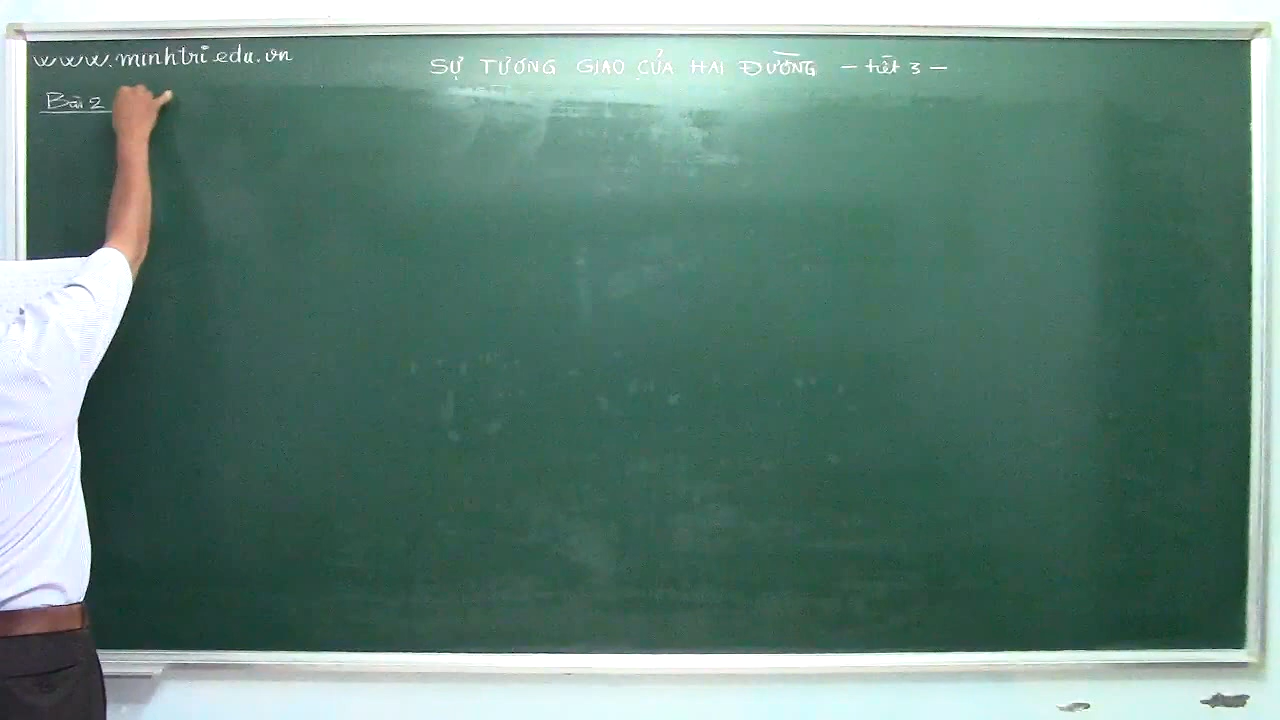 www.minhtri.edu.vn
SỰ TƯƠNG GIAO CỦA HAI ĐƯỜNG – tiết 3 –
Bài 2